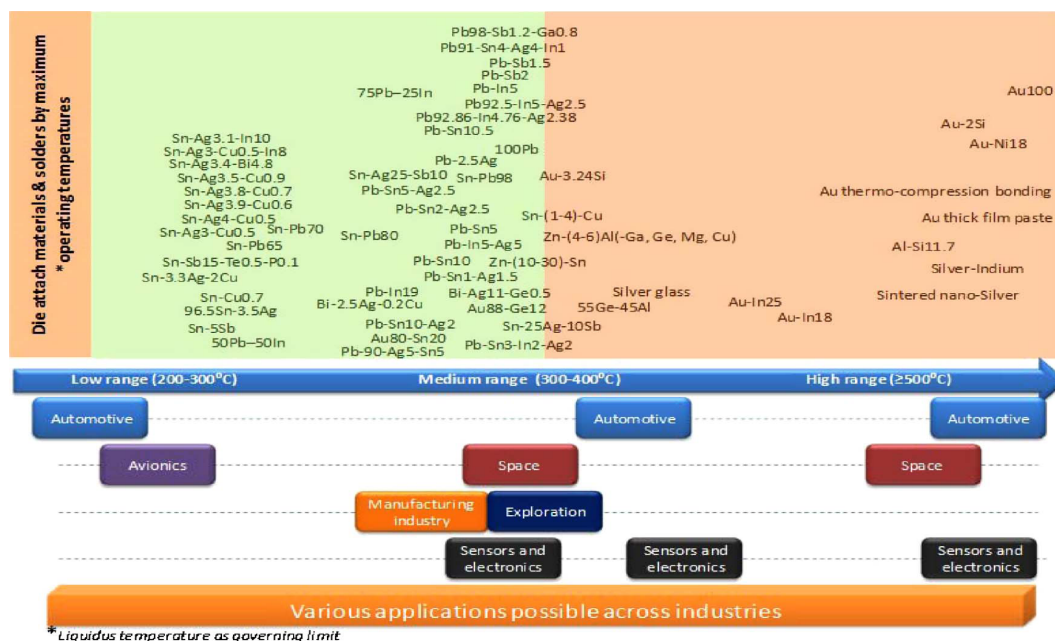 Die attach materials & solders by maximum
* operating temperatures
Pb98-Sb1.2-Ga0.8
Pb91-Sn4-Ag4-In1
Pb-Sb1.5
Pb-Sb2
Pb-In5
75Pb–25In
Pb92.5-In5-Ag2.5
Pb92.86-In4.76-Ag2.38
Pb-Sn10.5
100Pb
Pb-2.5Ag
Sn-Ag25-Sb10
Sn-Pb98
Au-3.24Si
Pb-Sn5-Ag2.5
Pb-Sn2-Ag2.5
Sn-(1-4)-Cu
Sn-Ag3.1-In10
Sn-Ag3-Cu0.5-In8
Sn-Ag3.4-Bi4.8
Sn-Ag3.5-Cu0.9
Sn-Ag3.8-Cu0.7
Sn-Ag3.9-Cu0.6
Sn-Ag4-Cu0.5
Sn-Ag3-Cu0.5
Sn-Pb70
Sn-Pb65
Sn-Pb80
Pb-Sn5
Pb-In5-Ag5
Zn-(4-6)Al(-Ga, Ge, Mg, Cu)
Sn-Sb15-Te0.5-P0.1
Pb-Sn10
Zn-(10-30)-Sn
Sn-3.3Ag-2Cu
Pb-Sn1-Ag1.5
Sn-Cu0.7
Pb-In19
Bi-Ag11-Ge0.5
Silver glass
96.5Sn-3.5Ag
Bi-2.5Ag-0.2Cu
Au88-Ge12
55Ge-45Al
Sn-5Sb
Pb-Sn10-Ag2
Sn-25Ag-10Sb
50Pb–50In
Au80-Sn20
Pb-Sn3-In2-Ag2
Pb-90-Ag5-Sn5
Au100
Au-2Si
Au-Ni18
Au thermo-compression bonding
Au thick film paste
Al-Si11.7
Silver-Indium
Sintered nano-Silver
Au-In25
Au-In18
Low range (200-300°C)
Medium range (300-400°C)
High range (≥500°C)
Automotive
Automotive
Automotive
Avionics
Space
Space
Manufacturing
industry
Exploration
Sensors and
electronics
Sensors and
electronics
Sensors and
electronics
Various applications possible across industries
* Liquidus temperature as governing limit